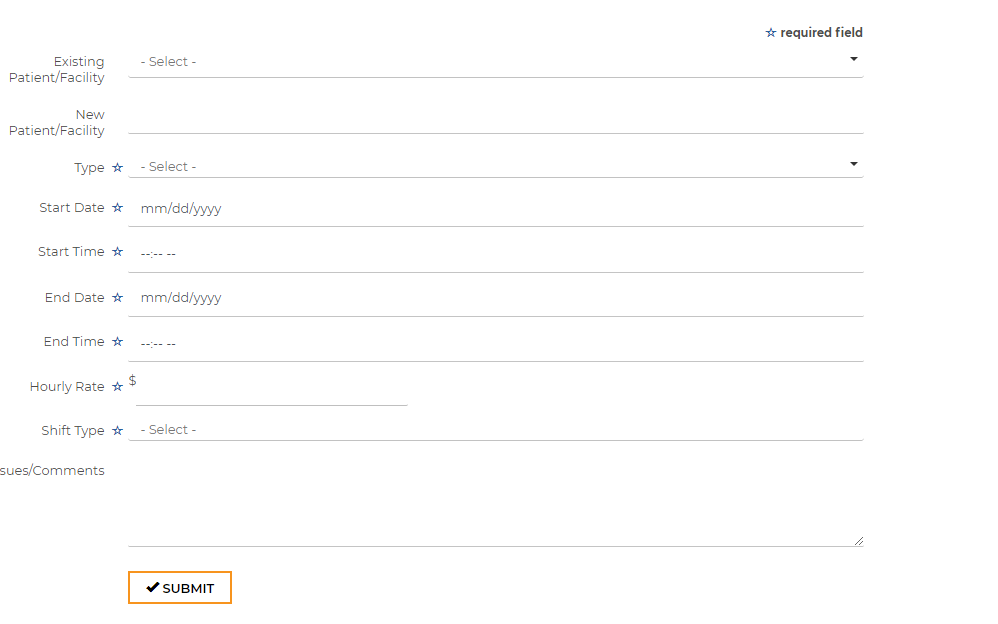 ☆ required field
Existing
Patient/Facility
- Select -
New
Patient/Facility
Type ☆ - Select -
Start Date ☆ mm/dd/yyyy
Start Time ☆ --:-- --
End Date ☆ mm/dd/yyyy
End Time ☆ --:-- --
Hourly Rate ☆ $
Shift Type ☆ - Select -
sues/Comments
✔ SUBMIT